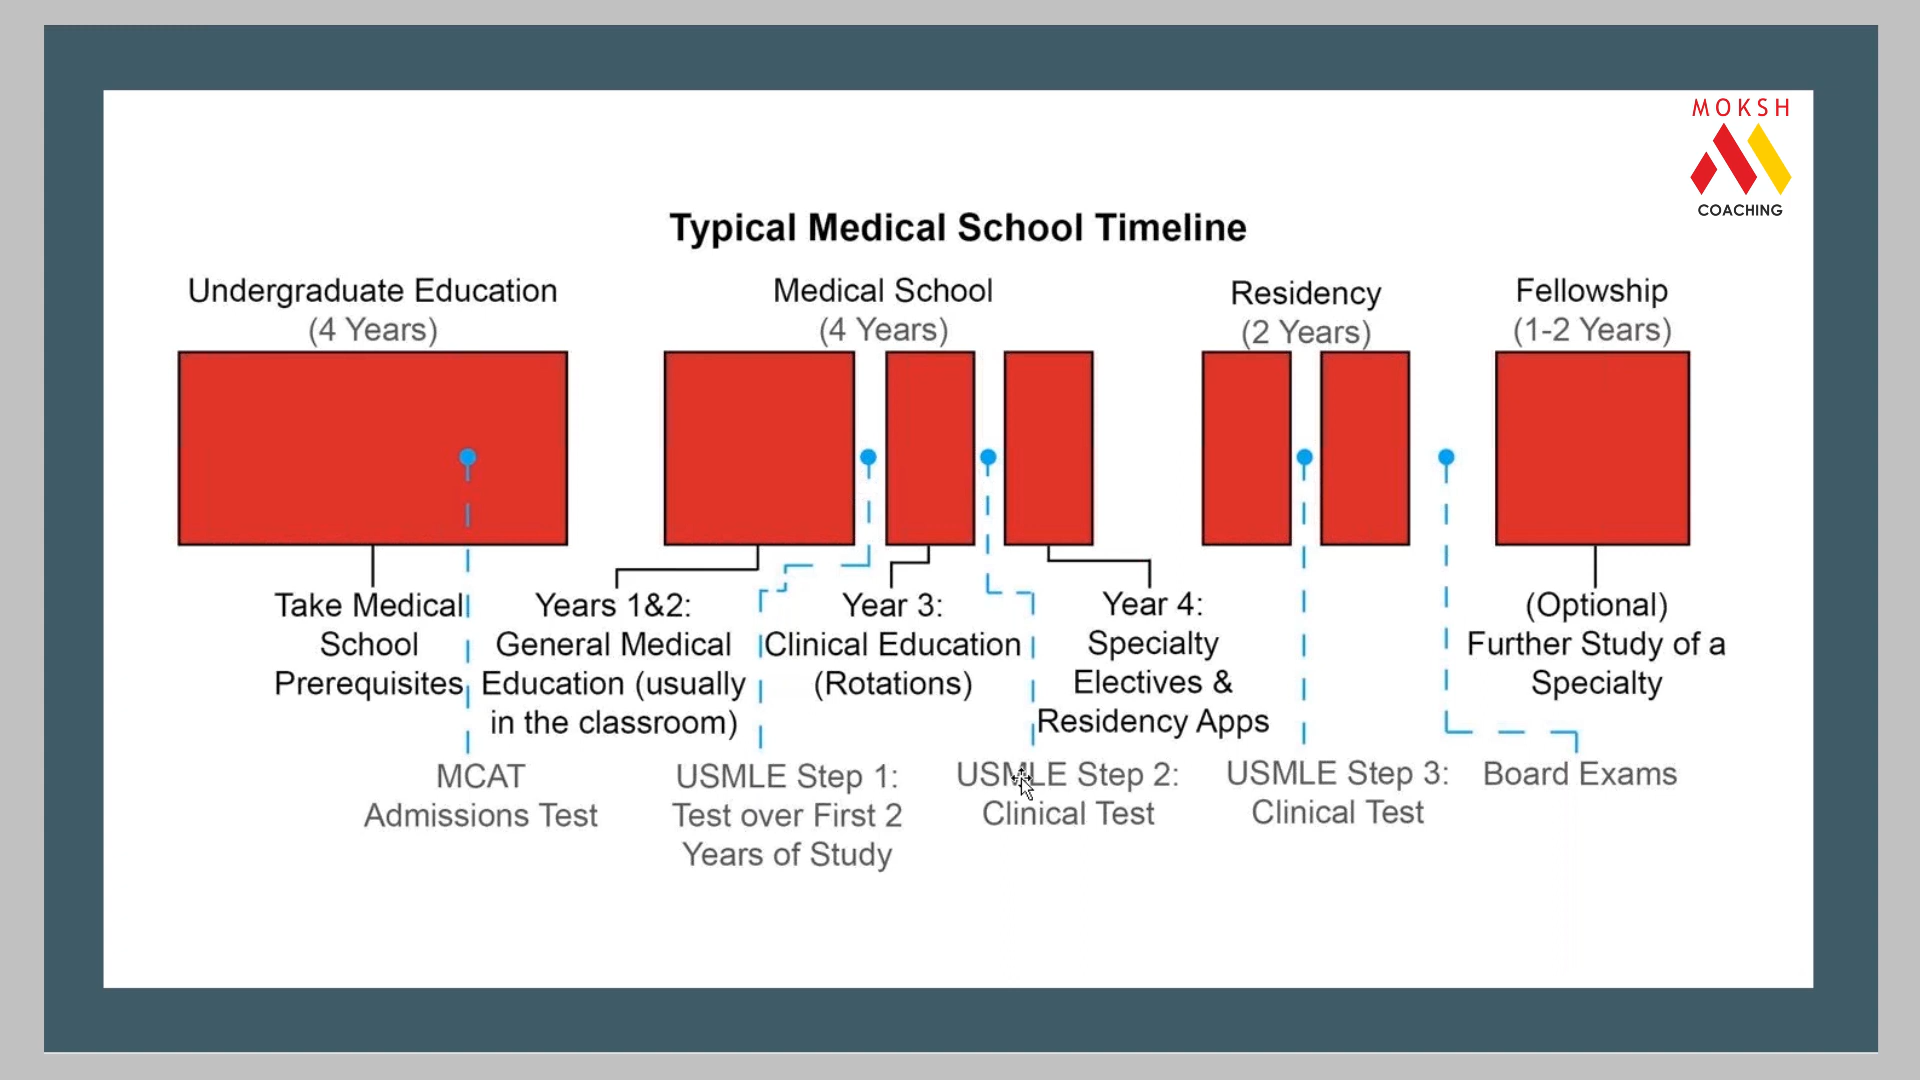 MOKSH
COACHING
Typical Medical School Timeline
Undergraduate Education
(4 Years)
Medical School
(4 Years)
Residency
(2 Years)
Fellowship
(1-2 Years)
Take Medical
School
Prerequisites
Years 1&2:
General Medical
Education (usually
in the classroom)
Year 3:
Clinical Education
(Rotations)
Year 4:
Specialty
Electives &
Residency Apps
(Optional)
Further Study of a
Specialty
MCAT
Admissions Test
USMLE Step 1:
Test over First 2
Years of Study
USMLE Step 2:
Clinical Test
USMLE Step 3:
Clinical Test
Board Exams